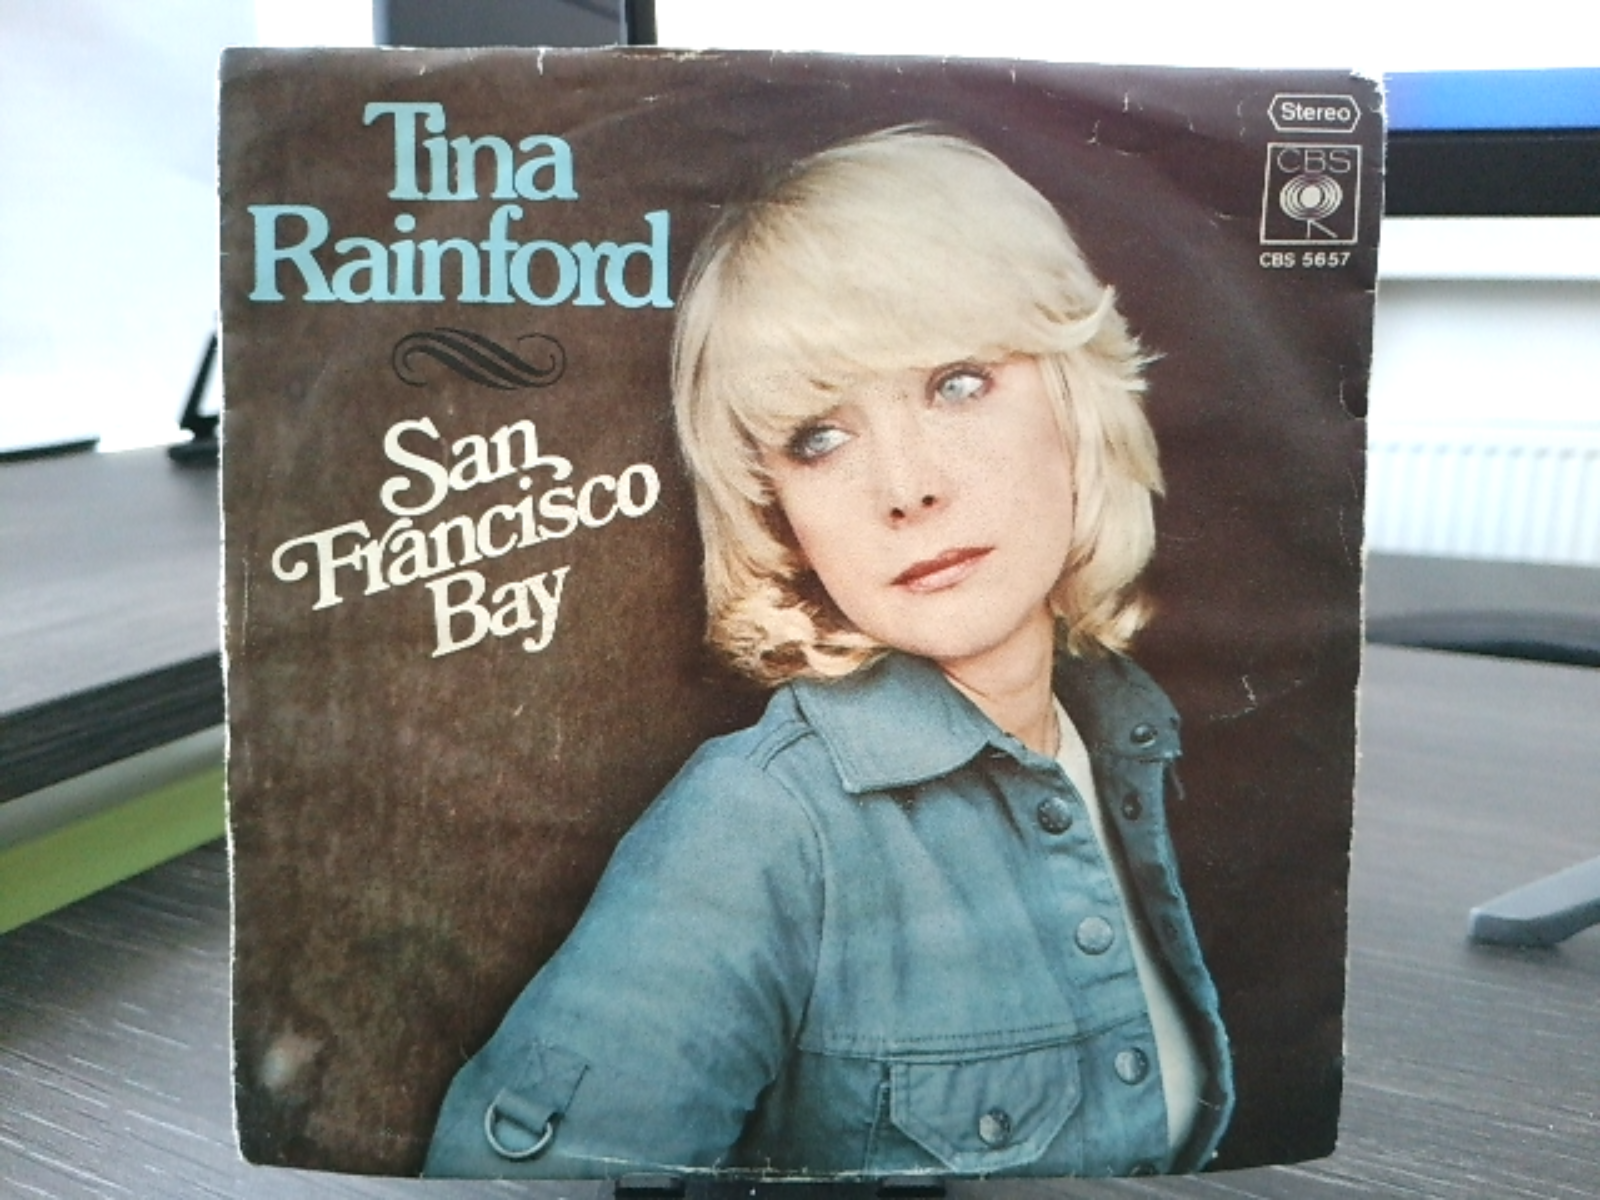 Tina
Rainford
San
Francisco
Bay
Stereo
CBS
CBS 5657